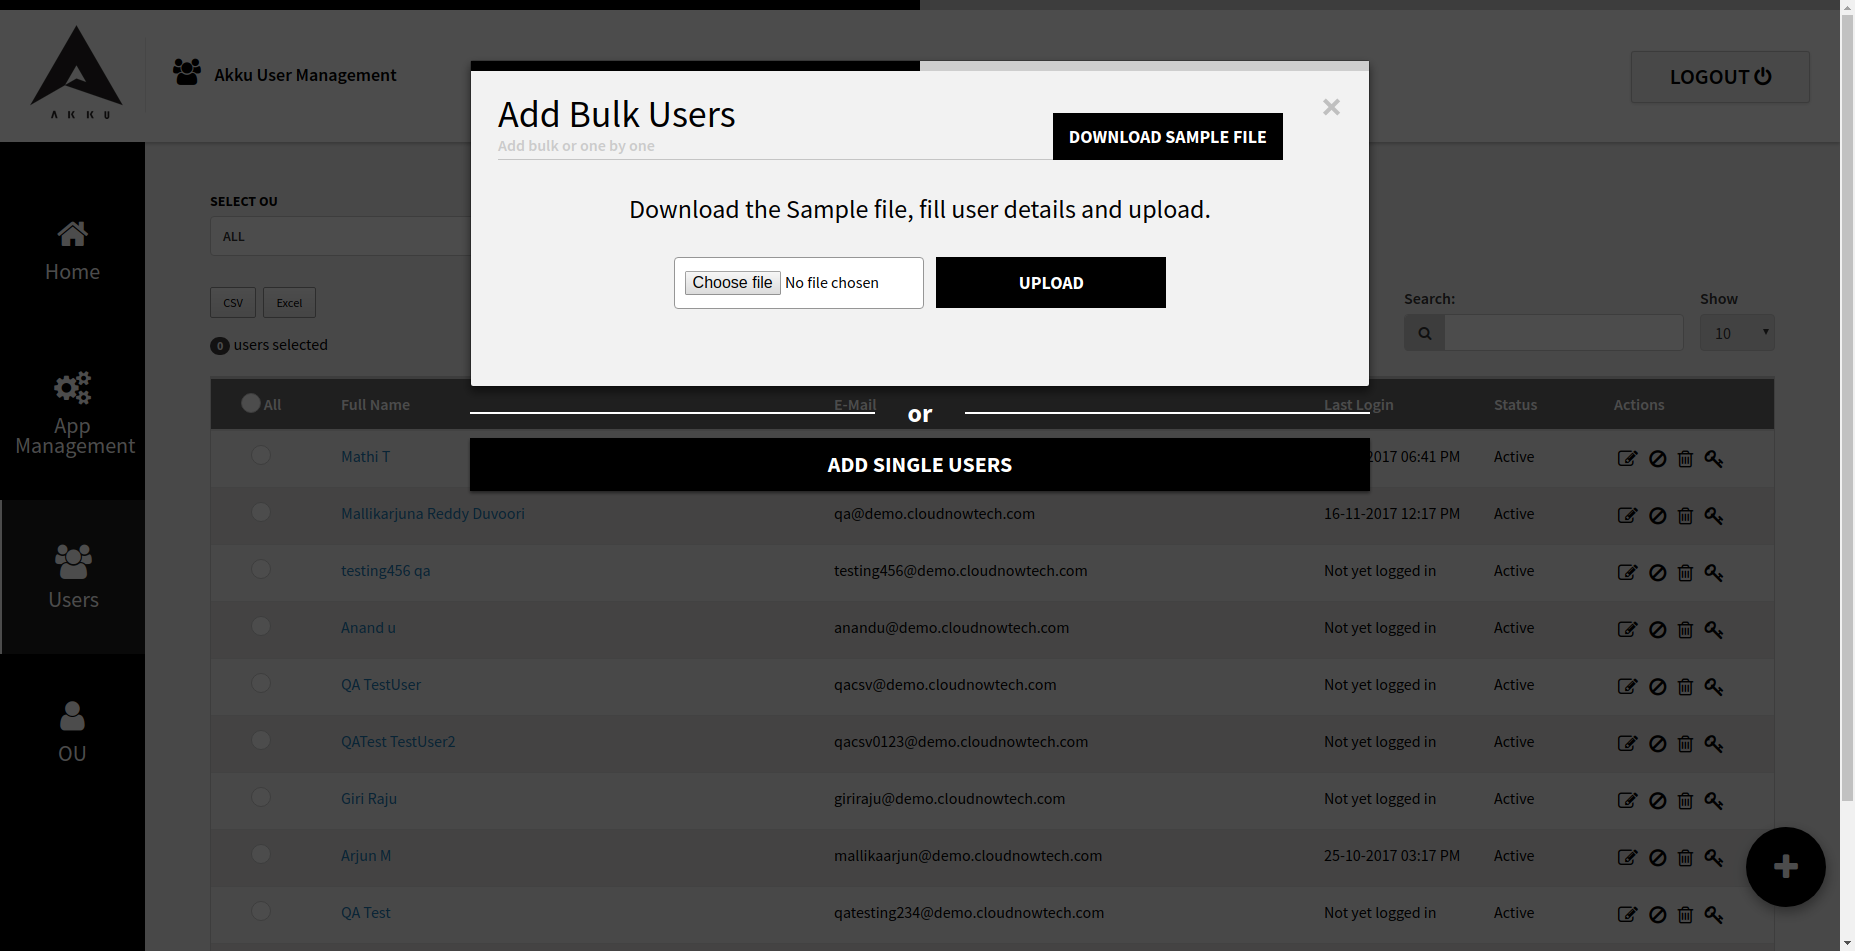 AKKU
Akku User Management
LOGOUT
Home
App
Management
Users
OU
SELECT OU
ALL
CSV
Excel
0 users selected
Search:
Show
10
Add Bulk Users
Add bulk or one by one
DOWNLOAD SAMPLE FILE
×
Download the Sample file, fill user details and upload.
Choose file No file chosen
UPLOAD
or
ADD SINGLE USERS
All Full Name E-Mail Last Login Status Actions
Mathi T 2017 06:41 PM Active
Mallikarjuna Reddy Duvoori qa@demo.cloudnowtech.com 16-11-2017 12:17 PM Active
testing456 qa testing456@demo.cloudnowtech.com Not yet logged in Active
Anand u anandu@demo.cloudnowtech.com Not yet logged in Active
QA TestUser qacsv@demo.cloudnowtech.com Not yet logged in Active
QATest TestUser2 qacsv0123@demo.cloudnowtech.com Not yet logged in Active
Giri Raju giriraju@demo.cloudnowtech.com Not yet logged in Active
Arjun M mallikaarjun@demo.cloudnowtech.com 25-10-2017 03:17 PM Active
QA Test qatesting234@demo.cloudnowtech.com Not yet logged in Active